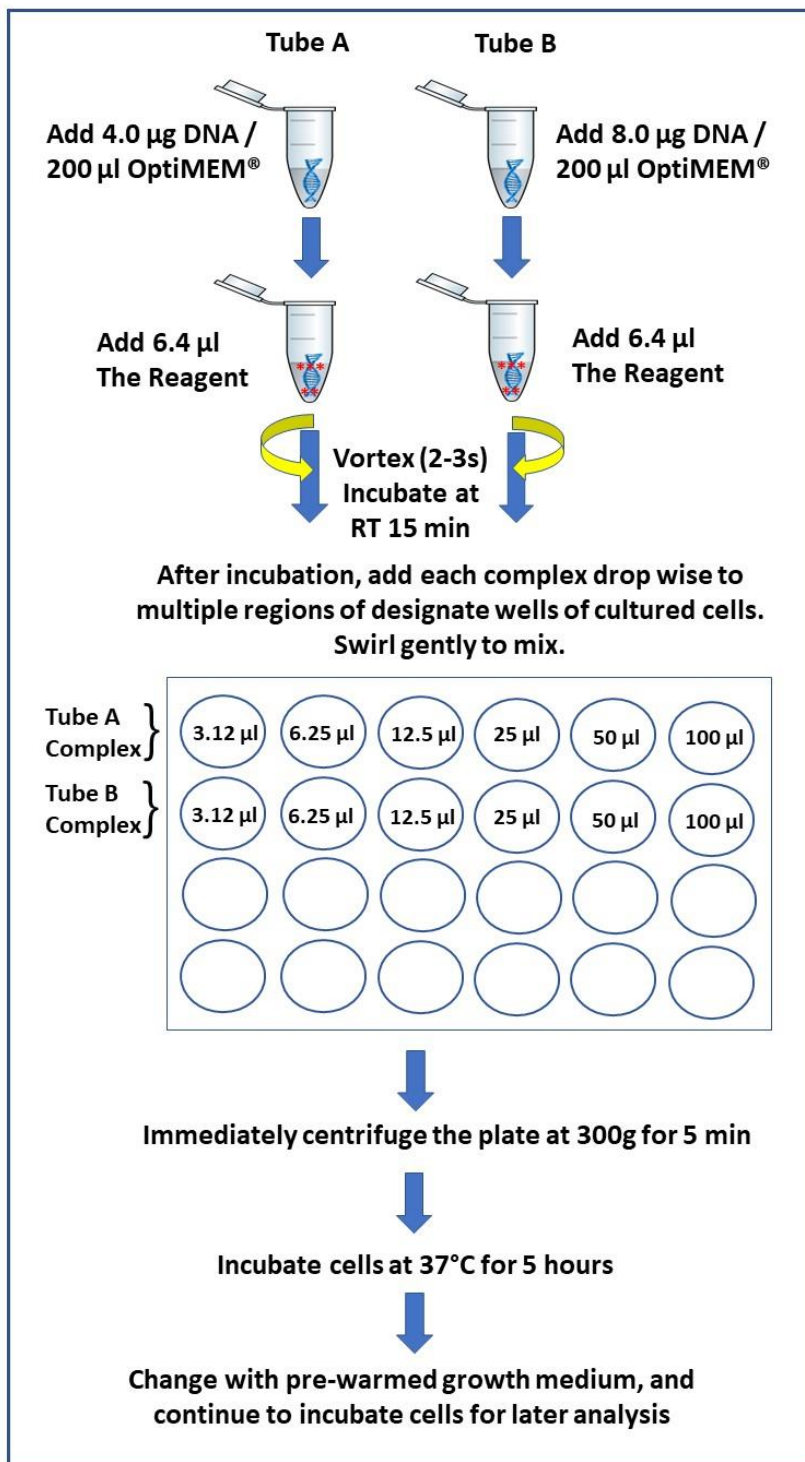 Tube A
Tube B
Add 4.0 µg DNA /
200 µl OptiMEM®
Add 8.0 µg DNA /
200 µl OptiMEM®
Add 6.4 µl
The Reagent
Add 6.4 µl
The Reagent
Vortex (2-3s)
Incubate at
RT 15 min
After incubation, add each complex drop wise to
multiple regions of designate wells of cultured cells.
Swirl gently to mix.
Tube A
Complex
3.12 µl 6.25 µl 12.5 µl 25 µl 50 µl 100 µl
Tube B
Complex
3.12 µl 6.25 µl 12.5 µl 25 µl 50 µl 100 µl
Immediately centrifuge the plate at 300g for 5 min
Incubate cells at 37°C for 5 hours
Change with pre-warmed growth medium, and
continue to incubate cells for later analysis